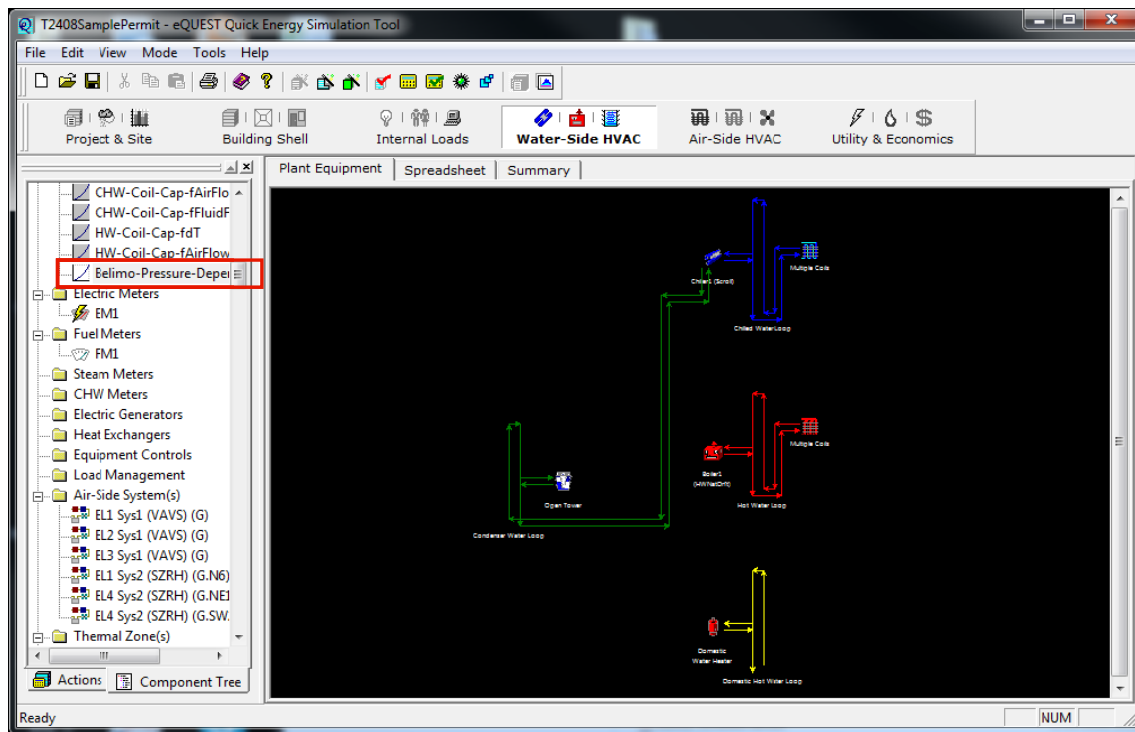 T2408SamplePermit - eQUEST Quick Energy Simulation Tool
File Edit View Mode Tools Help
Project & Site Building Shell Internal Loads Water-Side HVAC Air-Side HVAC Utility & Economics
Plant Equipment Spreadsheet Summary
CHW-Coil-Cap-fAirFlo
CHW-Coil-Cap-fFluidF
HW-Coil-Cap-fdT
HW-Coil-Cap-fAirFlow
Belimo-Pressure-Deper
Electric Meters
EM1
Fuel Meters
FM1
Steam Meters
CHW Meters
Electric Generators
Heat Exchangers
Equipment Controls
Load Management
Air-Side System(s)
EL1 Sys1 (VAVS) (G)
EL2 Sys1 (VAVS) (G)
EL3 Sys1 (VAVS) (G)
EL1 Sys2 (SZRH) (G.N6)
EL4 Sys2 (SZRH) (G.NE1
EL4 Sys2 (SZRH) (G.SW.
Thermal Zone(s)
Actions Component Tree
Multiple Coils
Chiller1 (Scroll)
Chilled Water Loop
Multiple Coils
Boiler1
(HWNatDrft)
Hot Water Loop
Open Tower
Condenser Water Loop
Domestic
Water Heater
Domestic Hot Water Loop
Ready NUM